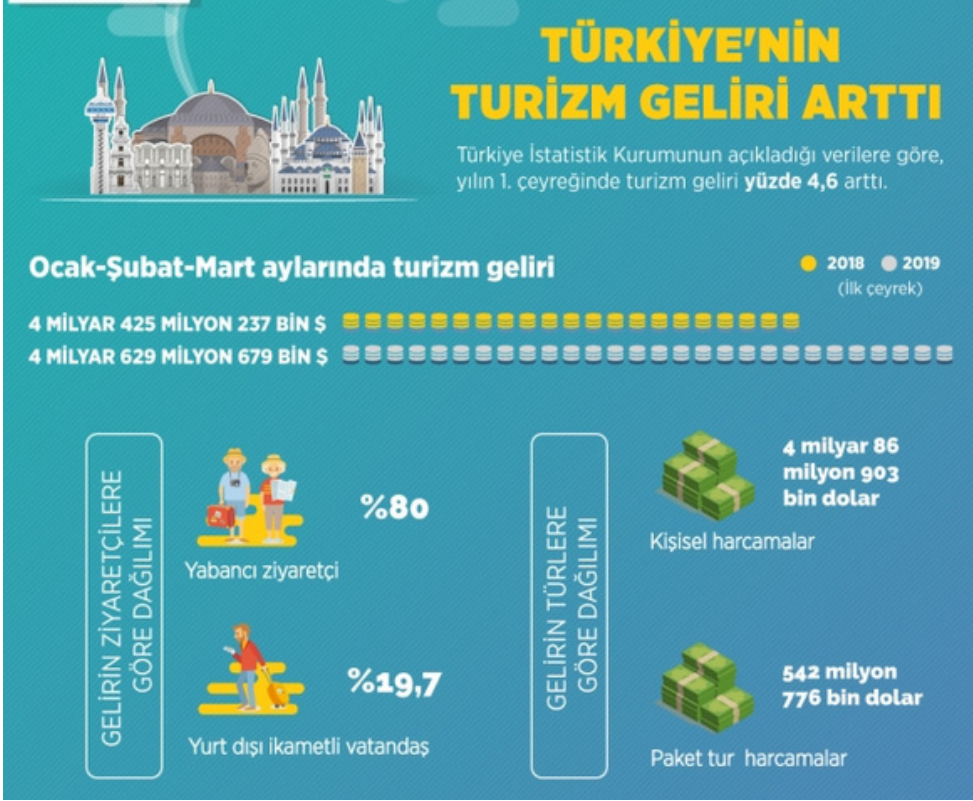 TÜRKİYE'NİN
TURİZM GELİRİ ARTTI
Türkiye İstatistik Kurumunun açıkladığı verilere göre,
yılın 1. çeyreğinde turizm geliri yüzde 4,6 arttı.
Ocak-Şubat-Mart aylarında turizm geliri
2018 2019
(İlk çeyrek)
4 MİLYAR 425 MİLYON 237 BİN $
4 MİLYAR 629 MİLYON 679 BİN $
GELİRİN ZİYARETÇİLERE
GÖRE DAĞILIMI
%80
Yabancı ziyaretçi
%19,7
Yurt dışı ikametli vatandaş
GELİRİN TÜRLERE
GÖRE DAĞILIMI
4 milyar 86
milyon 903
bin dolar
Kişisel harcamalar
542 milyon
776 bin dolar
Paket tur harcamalar